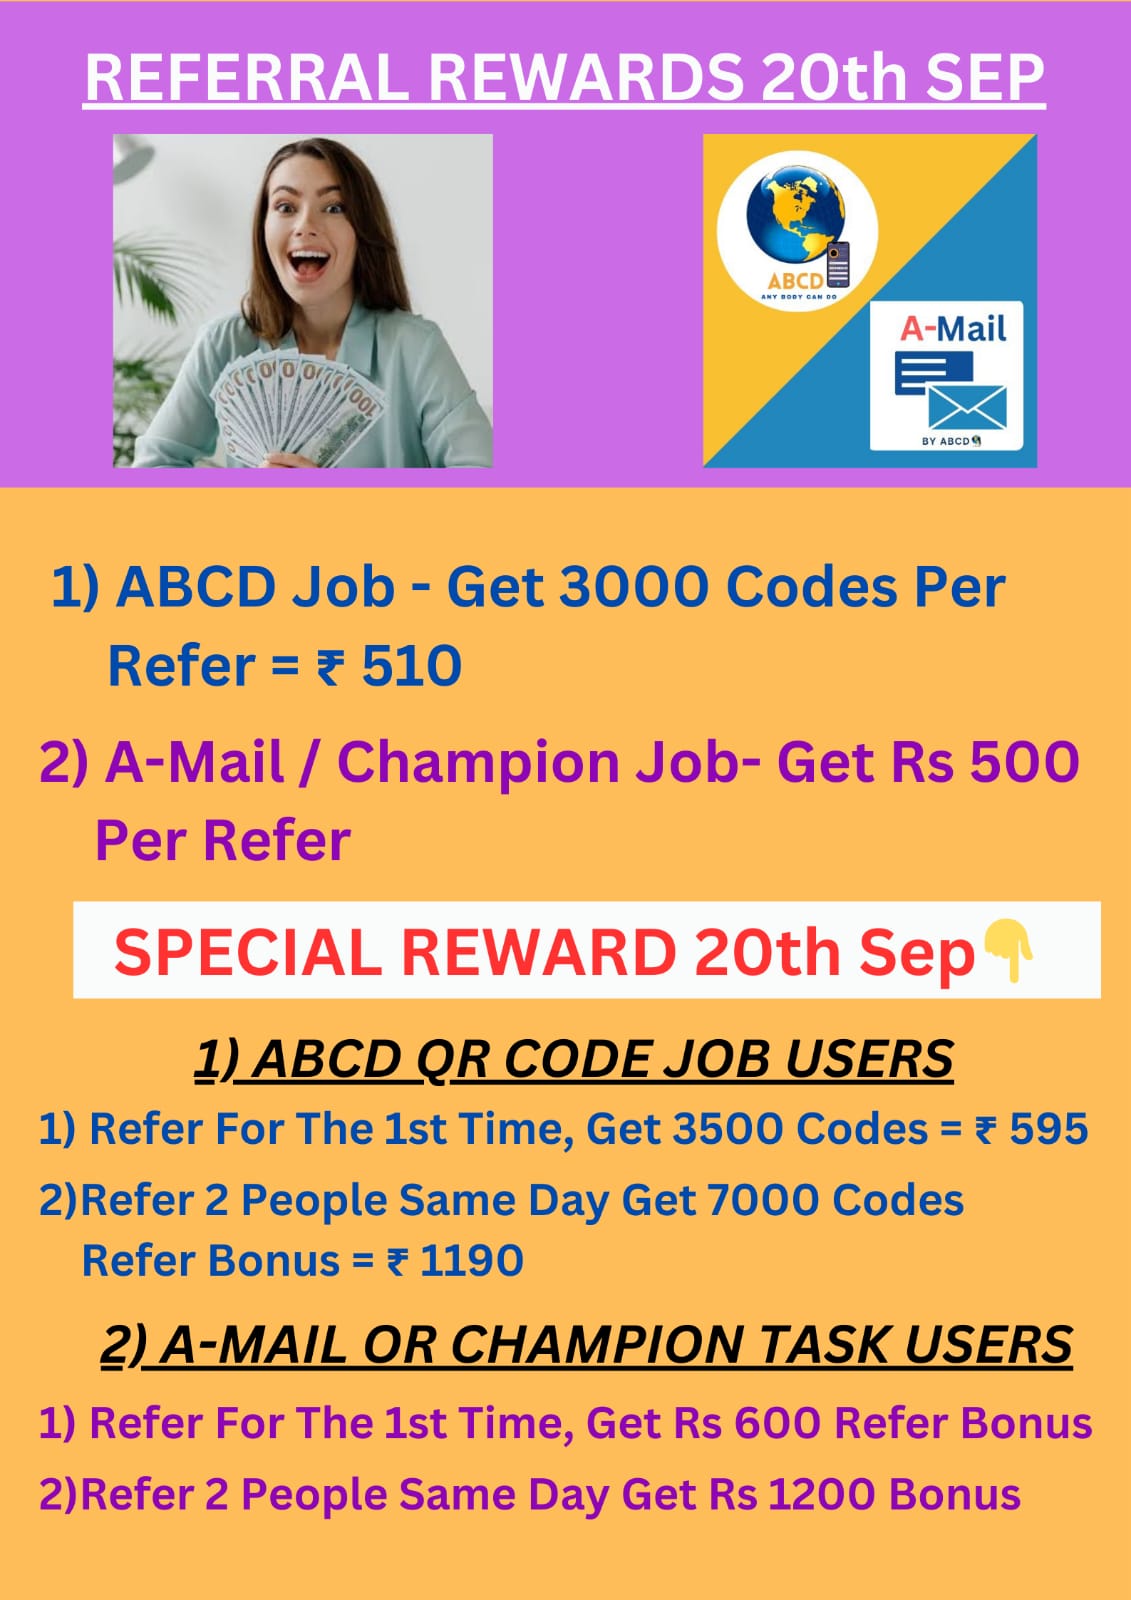 REFERRAL REWARDS 20th SEP
ABCD
ANY BODY CAN DO
A-Mail
BY ABCD
1) ABCD Job - Get 3000 Codes Per
Refer = ₹ 510
2) A-Mail / Champion Job- Get Rs 500
Per Refer
SPECIAL REWARD 20th Sep👇
1) ABCD QR CODE JOB USERS
1) Refer For The 1st Time, Get 3500 Codes = ₹ 595
2)Refer 2 People Same Day Get 7000 Codes
Refer Bonus = ₹ 1190
2) A-MAIL OR CHAMPION TASK USERS
1) Refer For The 1st Time, Get Rs 600 Refer Bonus
2)Refer 2 People Same Day Get Rs 1200 Bonus